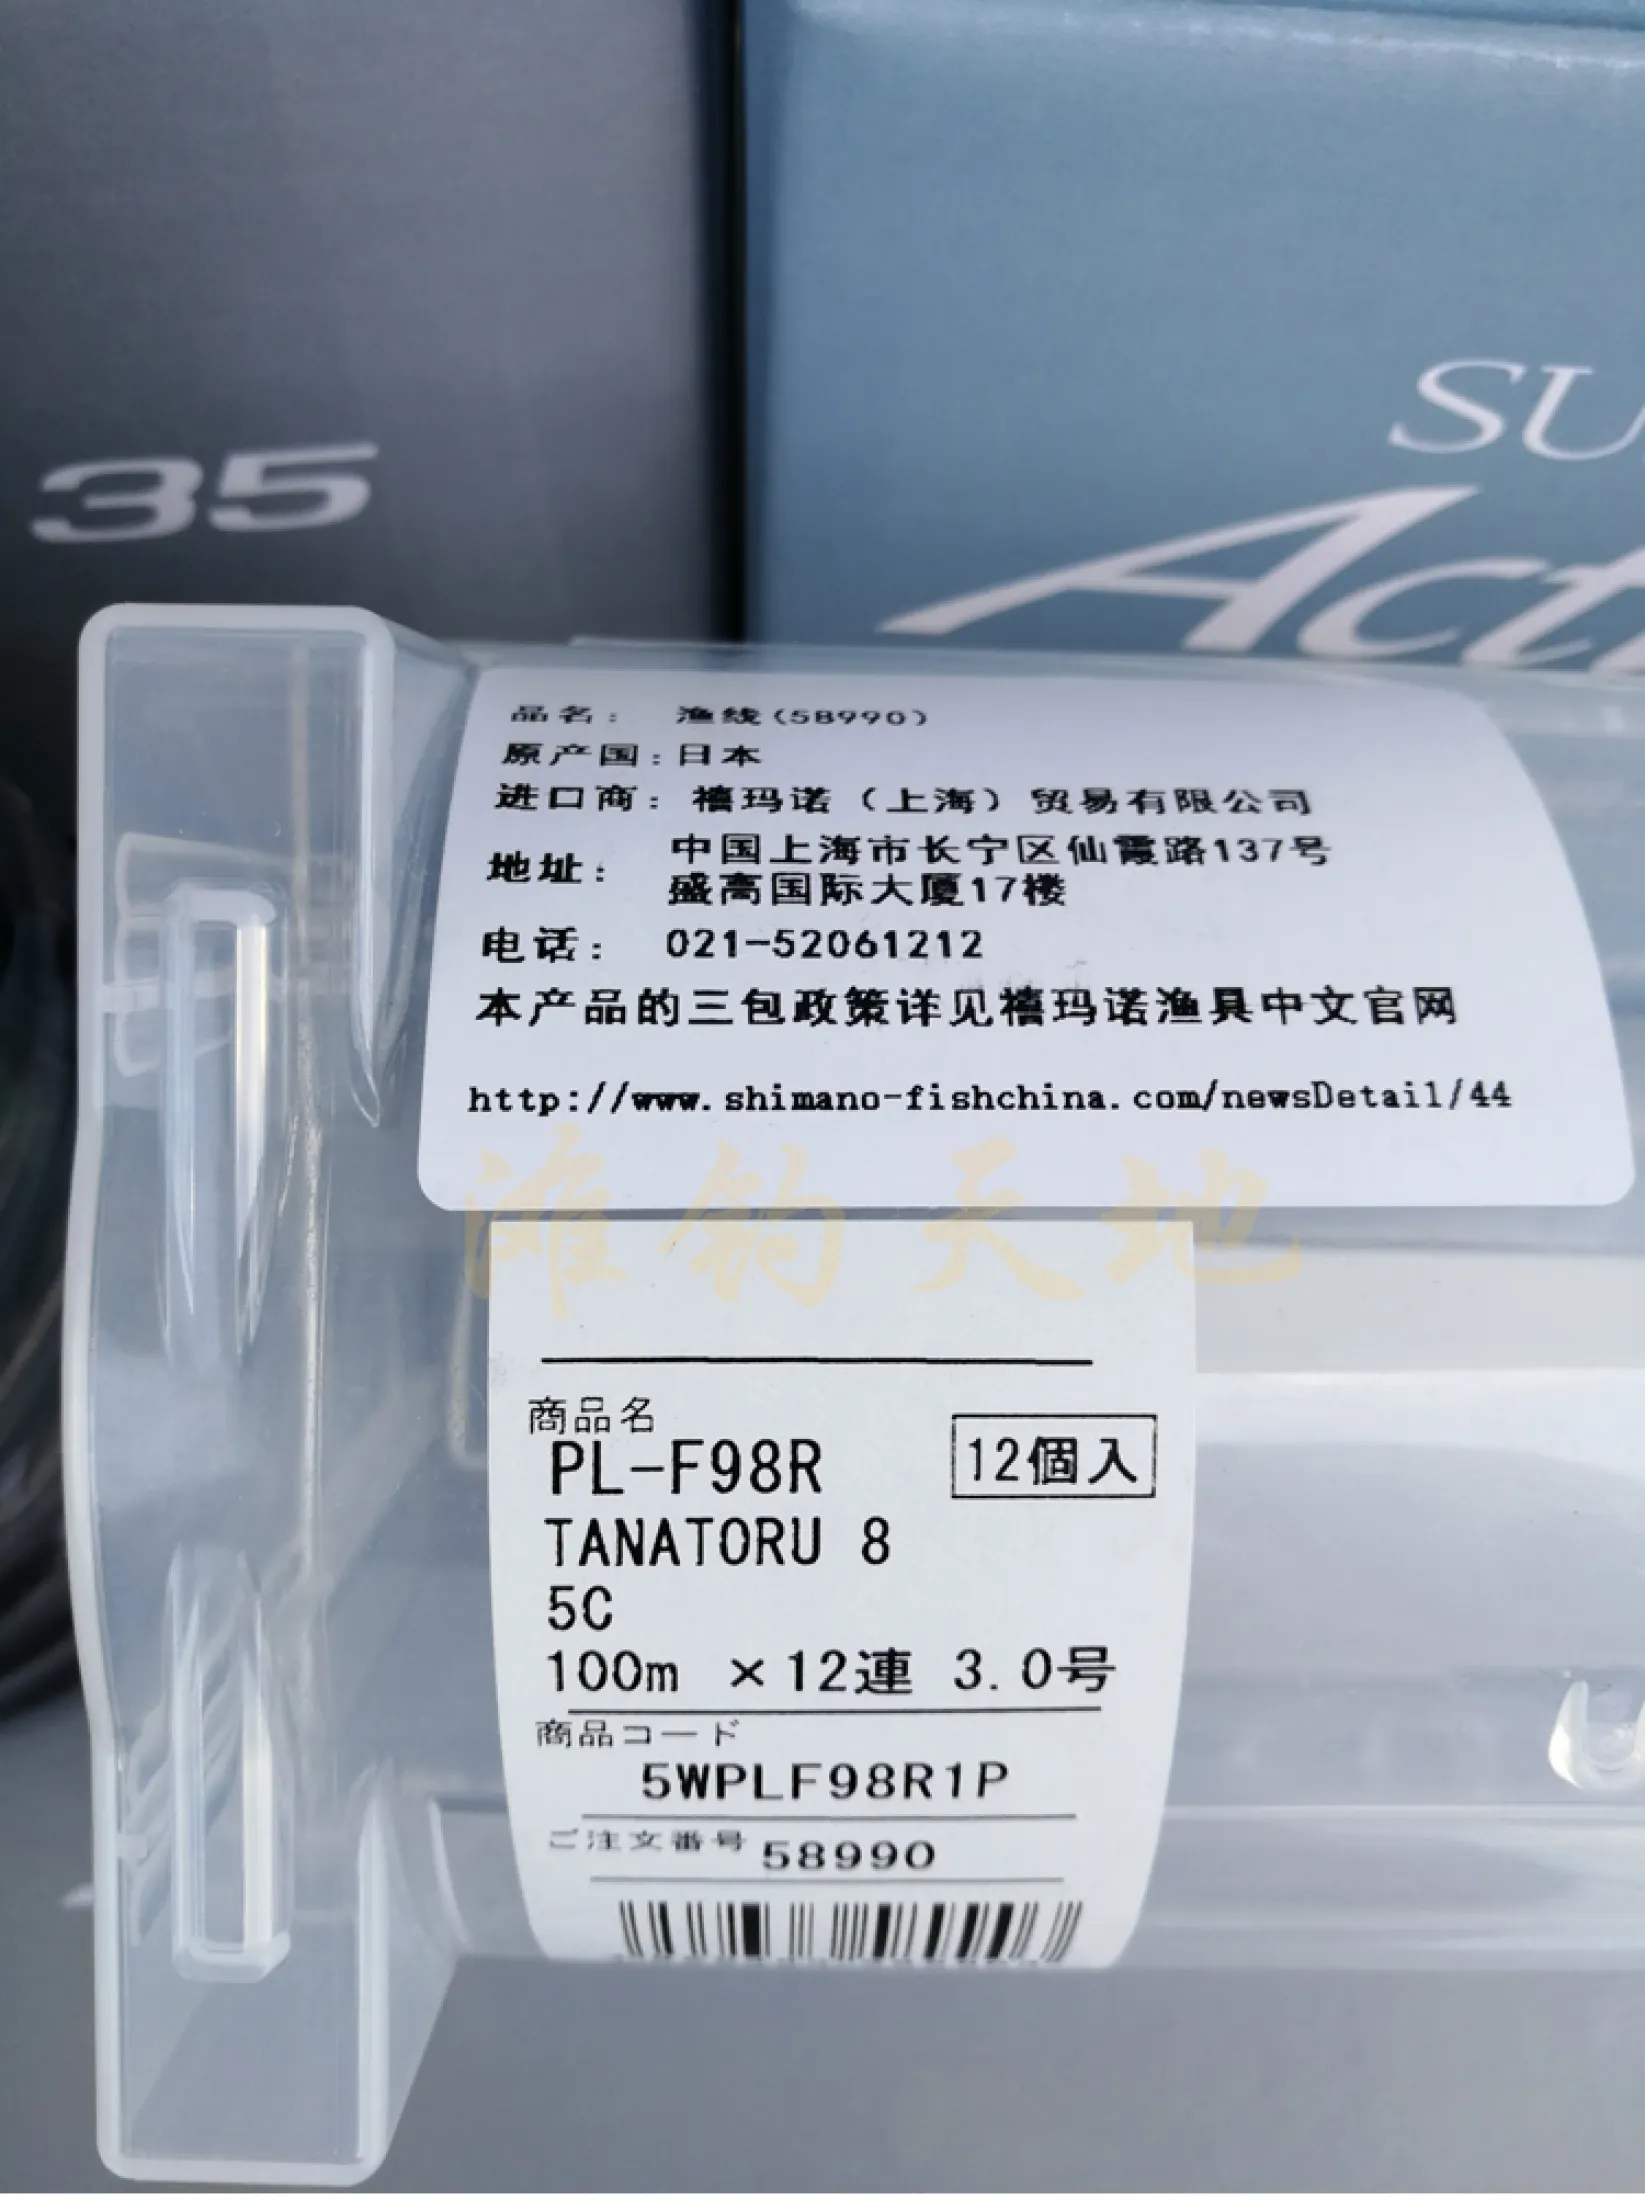 35
SU
Act
品名： 渔线(58990)
原产国：日本
进口商：禧玛诺（上海）贸易有限公司
地址： 中国上海市长宁区仙霞路137号
盛高国际大厦17楼
电话： 021-52061212
本产品的三包政策详见禧玛诺渔具中文官网
http://www.shimano-fishchina.com/newsDetail/44
滩钓天地
商品名
PL-F98R 12個入
TANATORU 8
5C
100m ×12連 3.0号
商品コード
5WPLF98R1P
ご注文番号 58990